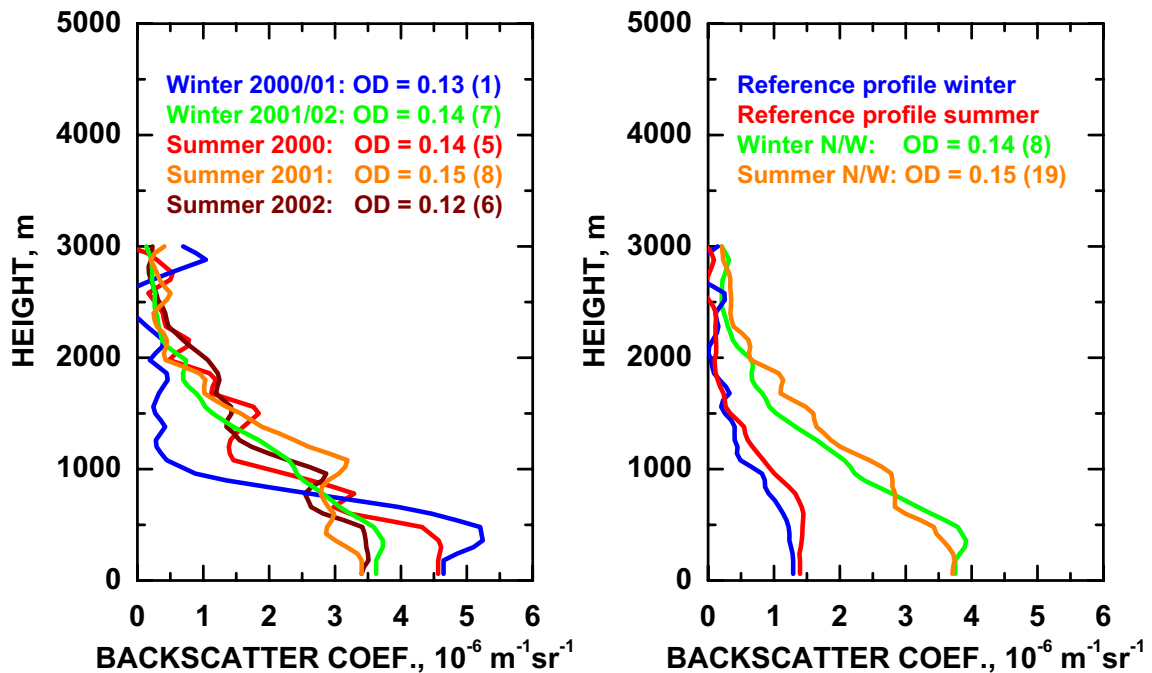 5000
4000
3000
2000
1000
0
HEIGHT, m
Winter 2000/01: OD = 0.13 (1)
Winter 2001/02: OD = 0.14 (7)
Summer 2000: OD = 0.14 (5)
Summer 2001: OD = 0.15 (8)
Summer 2002: OD = 0.12 (6)
0 1 2 3 4 5 6
BACKSCATTER COEF., 10⁻⁶ m⁻¹sr⁻¹
5000
4000
3000
2000
1000
0
HEIGHT, m
Reference profile winter
Reference profile summer
Winter N/W: OD = 0.14 (8)
Summer N/W: OD = 0.15 (19)
0 1 2 3 4 5 6
BACKSCATTER COEF., 10⁻⁶ m⁻¹sr⁻¹